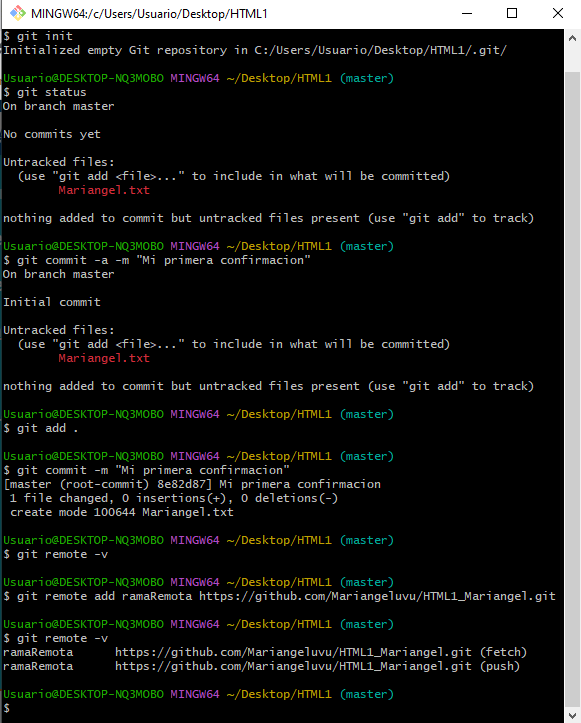 MINGW64:/c/Users/Usuario/Desktop/HTML1
$ git init
Initialized empty Git repository in C:/Users/Usuario/Desktop/HTML1/.git/
Usuario@DESKTOP-NQ3MOBO MINGW64 ~/Desktop/HTML1 (master)
$ git status
On branch master
No commits yet
Untracked files:
  (use "git add <file>..." to include in what will be committed)
        Mariangel.txt
nothing added to commit but untracked files present (use "git add" to track)
Usuario@DESKTOP-NQ3MOBO MINGW64 ~/Desktop/HTML1 (master)
$ git commit -a -m "Mi primera confirmacion"
On branch master
Initial commit
Untracked files:
  (use "git add <file>..." to include in what will be committed)
        Mariangel.txt
nothing added to commit but untracked files present (use "git add" to track)
Usuario@DESKTOP-NQ3MOBO MINGW64 ~/Desktop/HTML1 (master)
$ git add .
Usuario@DESKTOP-NQ3MOBO MINGW64 ~/Desktop/HTML1 (master)
$ git commit -m "Mi primera confirmacion"
[master (root-commit) 8e82d87] Mi primera confirmacion
 1 file changed, 0 insertions(+), 0 deletions(-)
 create mode 100644 Mariangel.txt
Usuario@DESKTOP-NQ3MOBO MINGW64 ~/Desktop/HTML1 (master)
$ git remote -v
Usuario@DESKTOP-NQ3MOBO MINGW64 ~/Desktop/HTML1 (master)
$ git remote add ramaRemota https://github.com/Mariangeluvu/HTML1_Mariangel.git
Usuario@DESKTOP-NQ3MOBO MINGW64 ~/Desktop/HTML1 (master)
$ git remote -v
ramaRemota      https://github.com/Mariangeluvu/HTML1_Mariangel.git (fetch)
ramaRemota      https://github.com/Mariangeluvu/HTML1_Mariangel.git (push)
Usuario@DESKTOP-NQ3MOBO MINGW64 ~/Desktop/HTML1 (master)
$